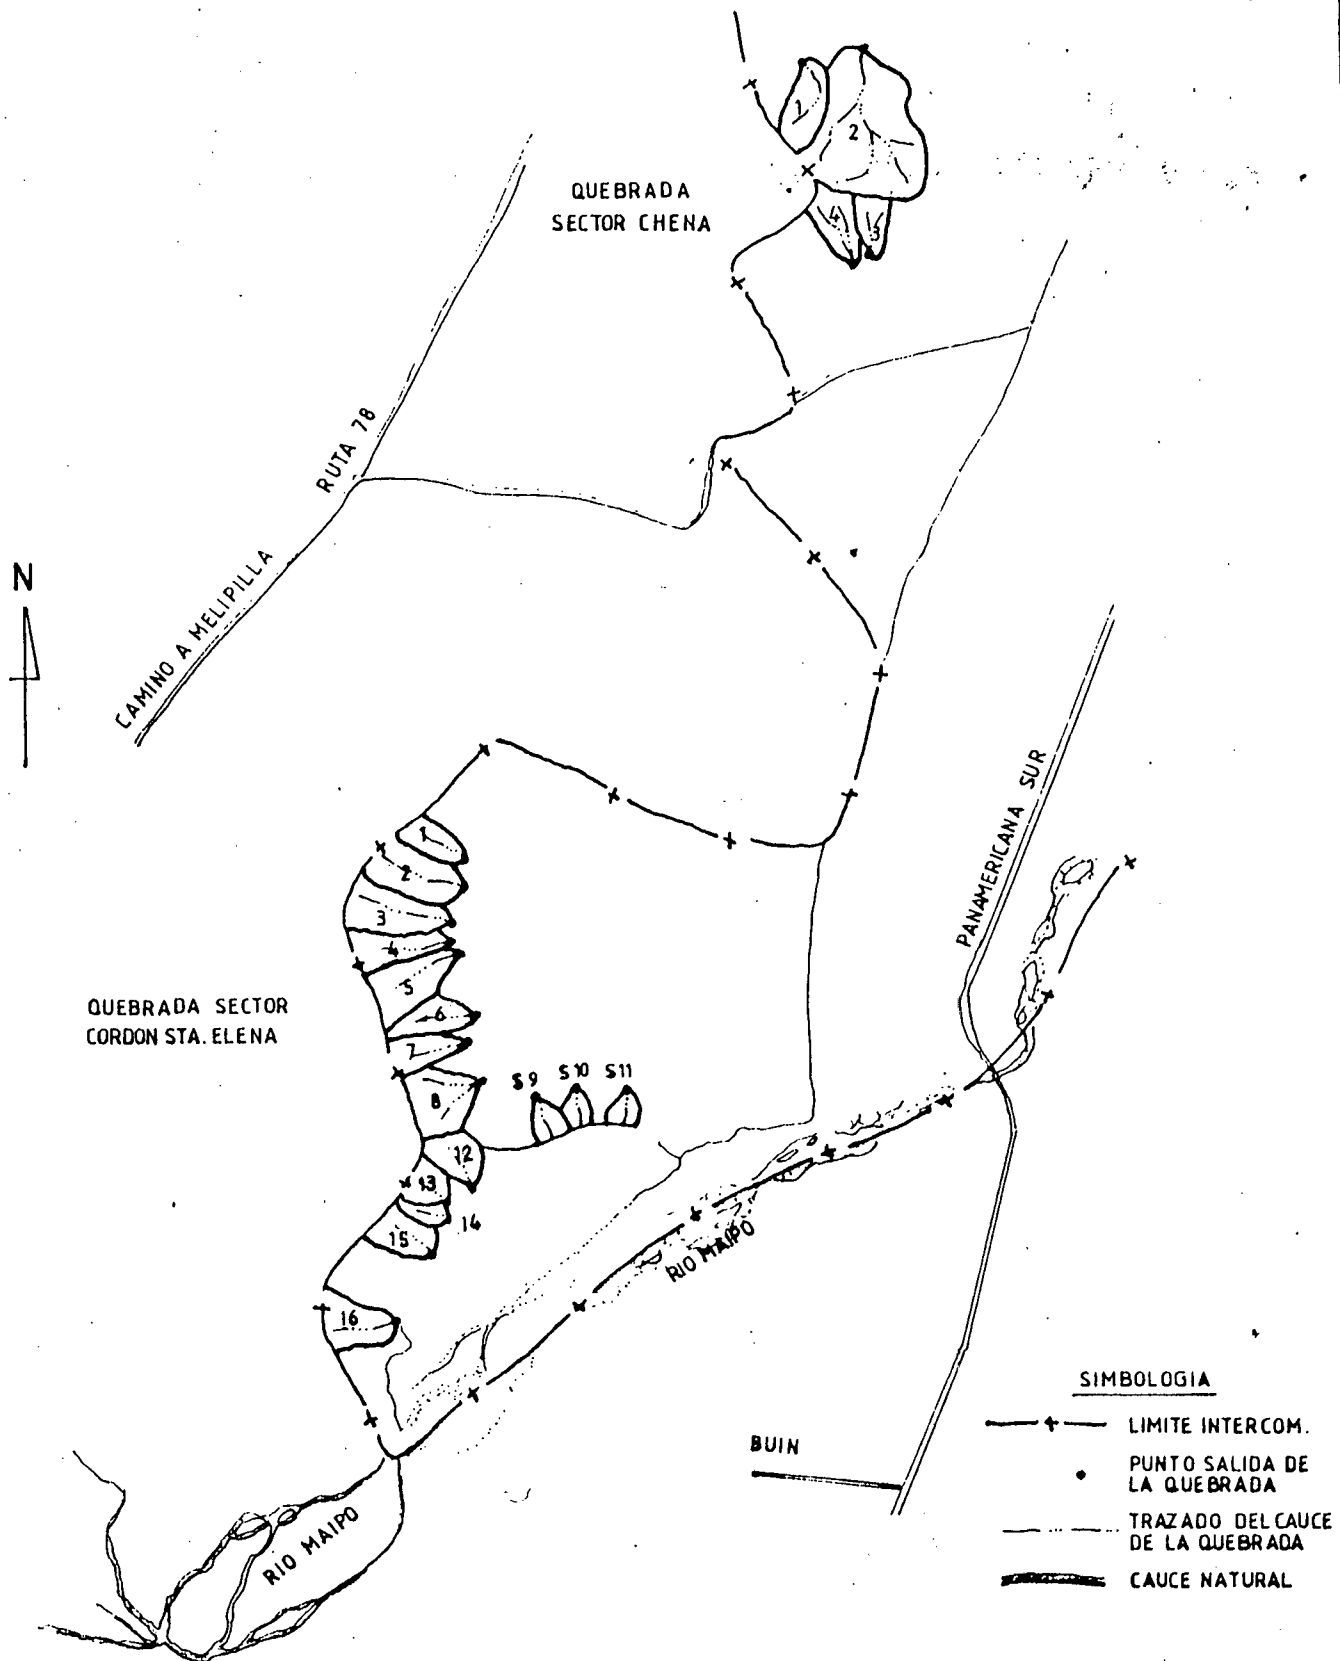 1
2
4
3
QUEBRADA
SECTOR CHENA
RUTA 78
CAMINO A MELIPILLA
N
PANAMERICANA SUR
1
2
3
4
5
6
7
8
QUEBRADA SECTOR
CORDON STA. ELENA
S9 S10 S11
12
13
14
15
16
RIO MAIPO
BUIN
RIO MAIPO
SIMBOLOGIA
LIMITE INTERCOM.
PUNTO SALIDA DE
LA QUEBRADA
TRAZADO DEL CAUCE
DE LA QUEBRADA
CAUCE NATURAL